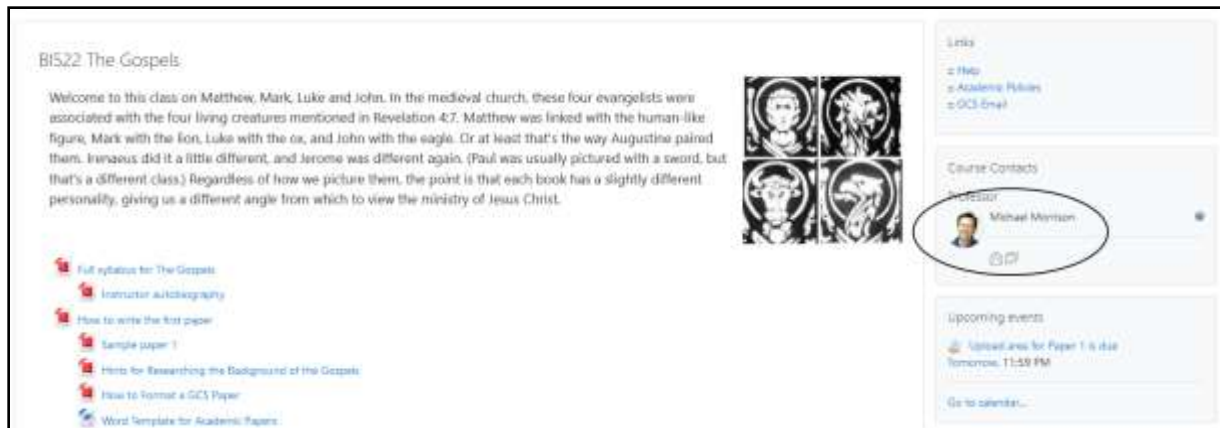 BI522 The Gospels
Welcome to this class on Matthew, Mark, Luke and John. In the medieval church, these four evangelists were
associated with the four living creatures mentioned in Revelation 4:7. Matthew was linked with the human-like
figure, Mark with the lion, Luke with the ox, and John with the eagle. Or at least that's the way Augustine paired
them. Irenaeus did it a little different, and Jerome was different again. (Paul was usually pictured with a sword, but
that's a different class.) Regardless of how we picture them, the point is that each book has a slightly different
personality, giving us a different angle from which to view the ministry of Jesus Christ.
Full syllabus for The Gospels
Instructor autobiography
How to write the first paper
Sample paper 1
Hints for Researching the Background of the Gospels
How to Format a GCS Paper
Word Template for Academic Papers
Links
Help
Academic Policies
GCS Email
Course Contacts
Professor
Michael Morrison
Upcoming events
Upload area for Paper 1 is due
Tomorrow, 11:59 PM
Go to calendar...